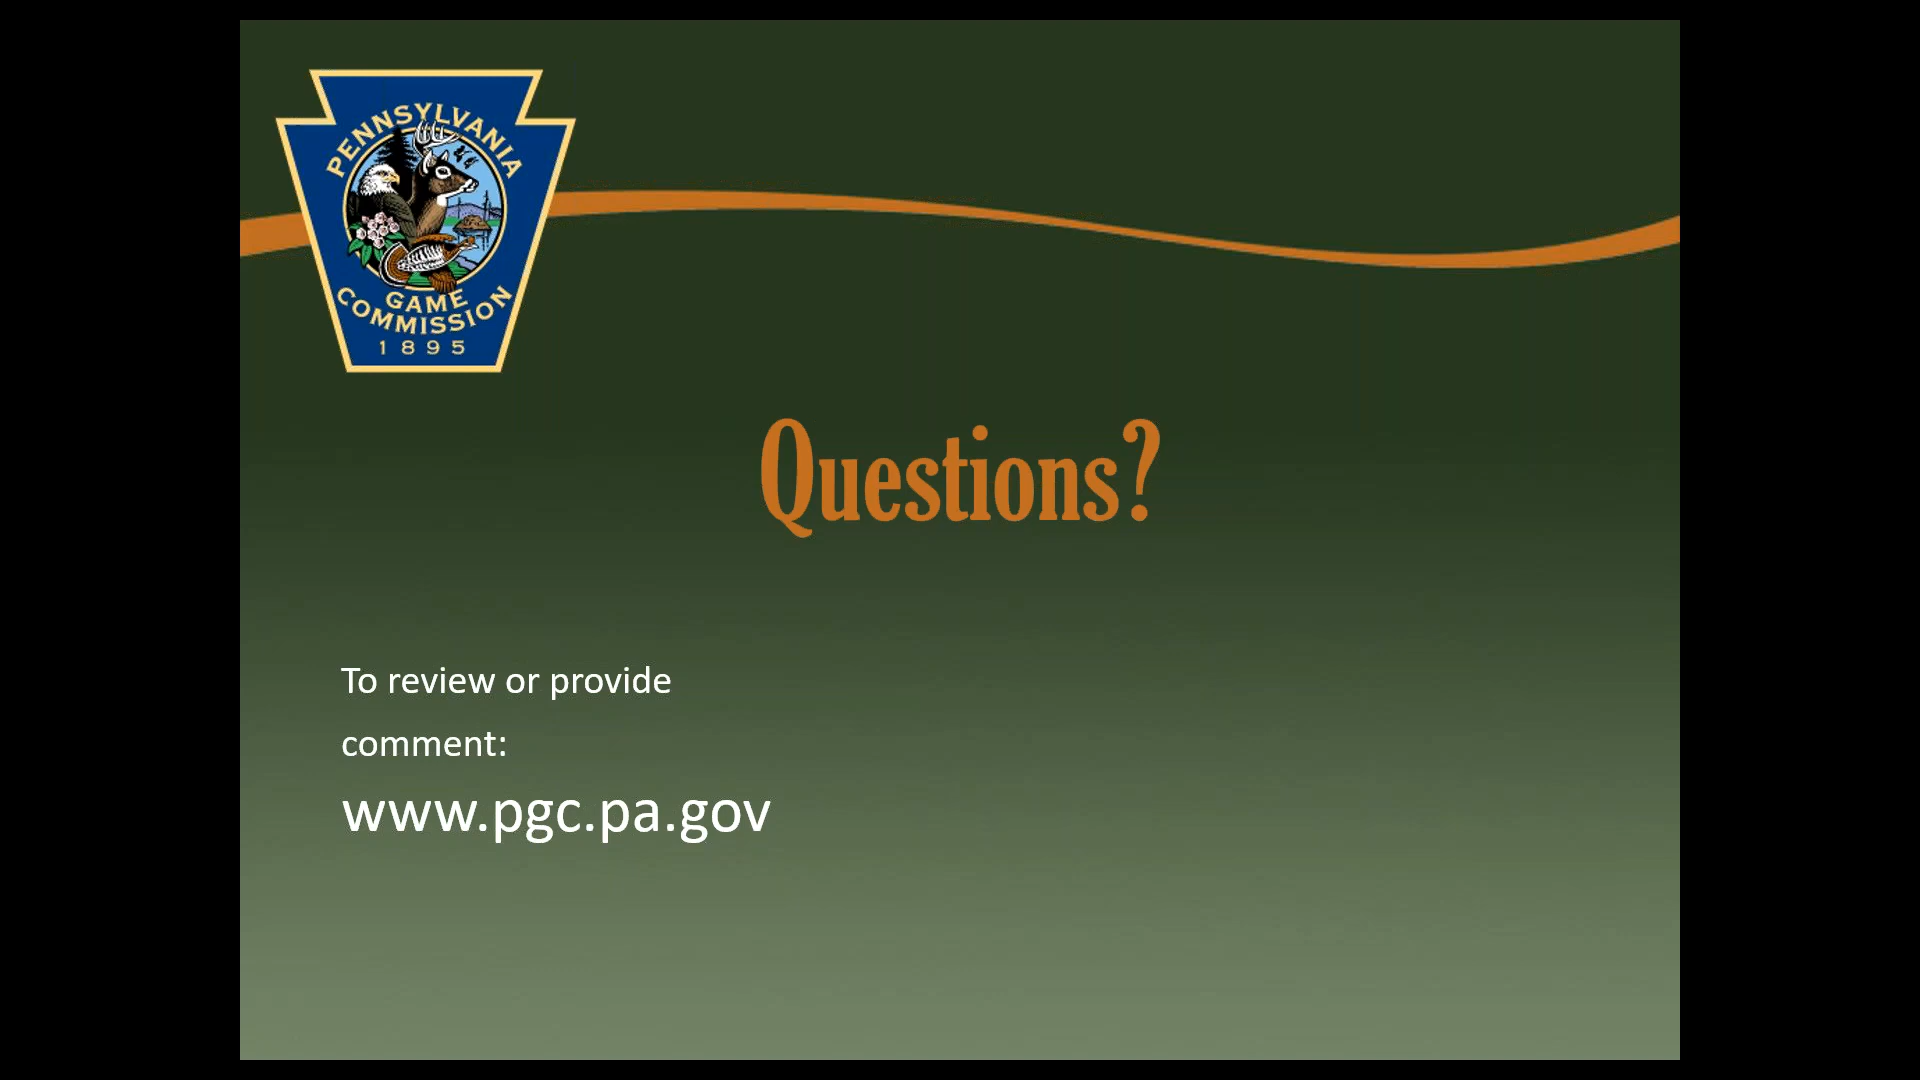 PENNSYLVANIA
GAME
COMMISSION
1895
Questions?
To review or provide
comment:
www.pgc.pa.gov